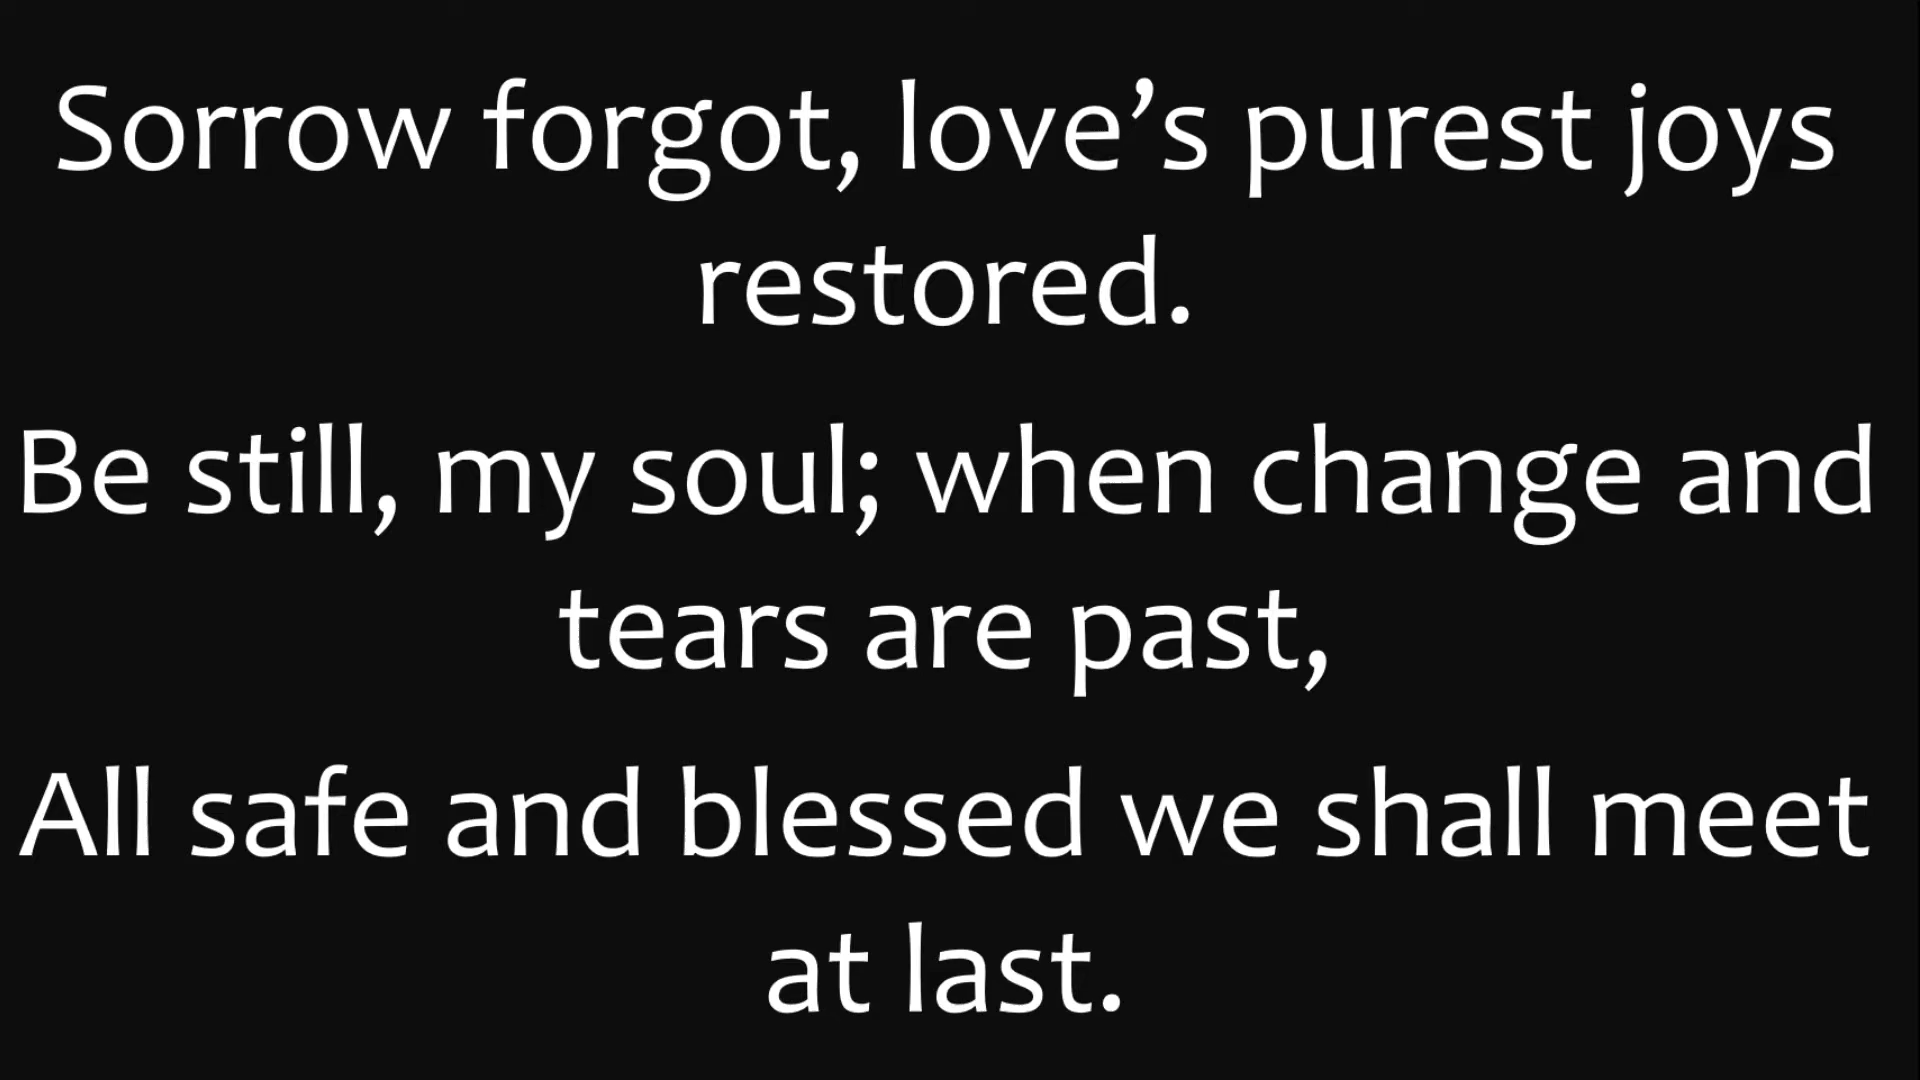 Sorrow forgot, love’s purest joys
restored.
Be still, my soul; when change and
tears are past,
All safe and blessed we shall meet
at last.